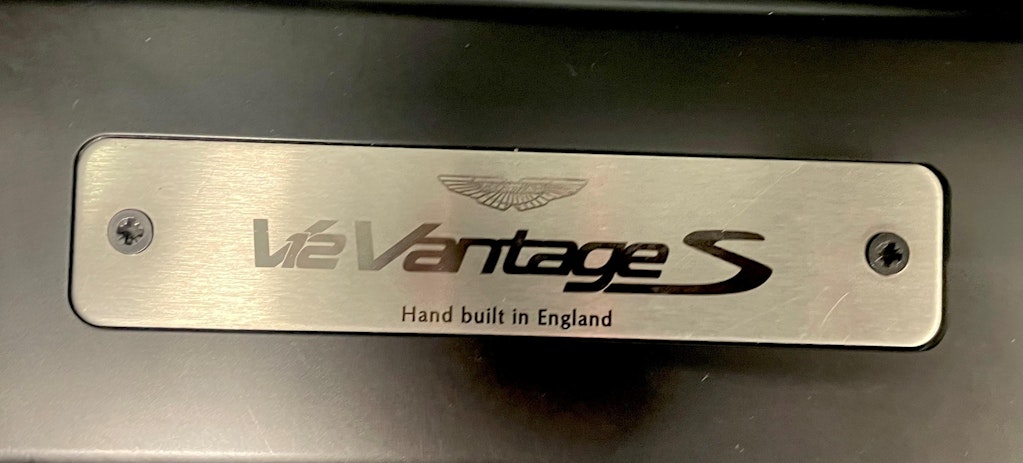 V12 Vantage S
Hand built in England